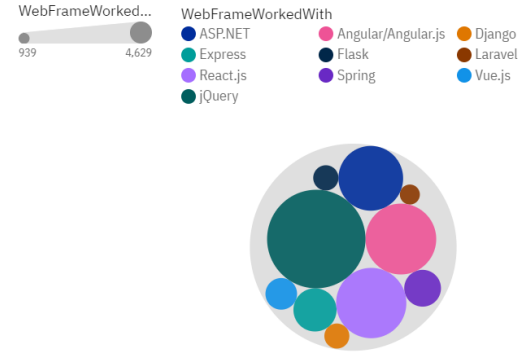 WebFrameWorked...
939 4,629
WebFrameWorkedWith
ASP.NET Angular/Angular.js Django
Express Flask Laravel
React.js Spring Vue.js
jQuery